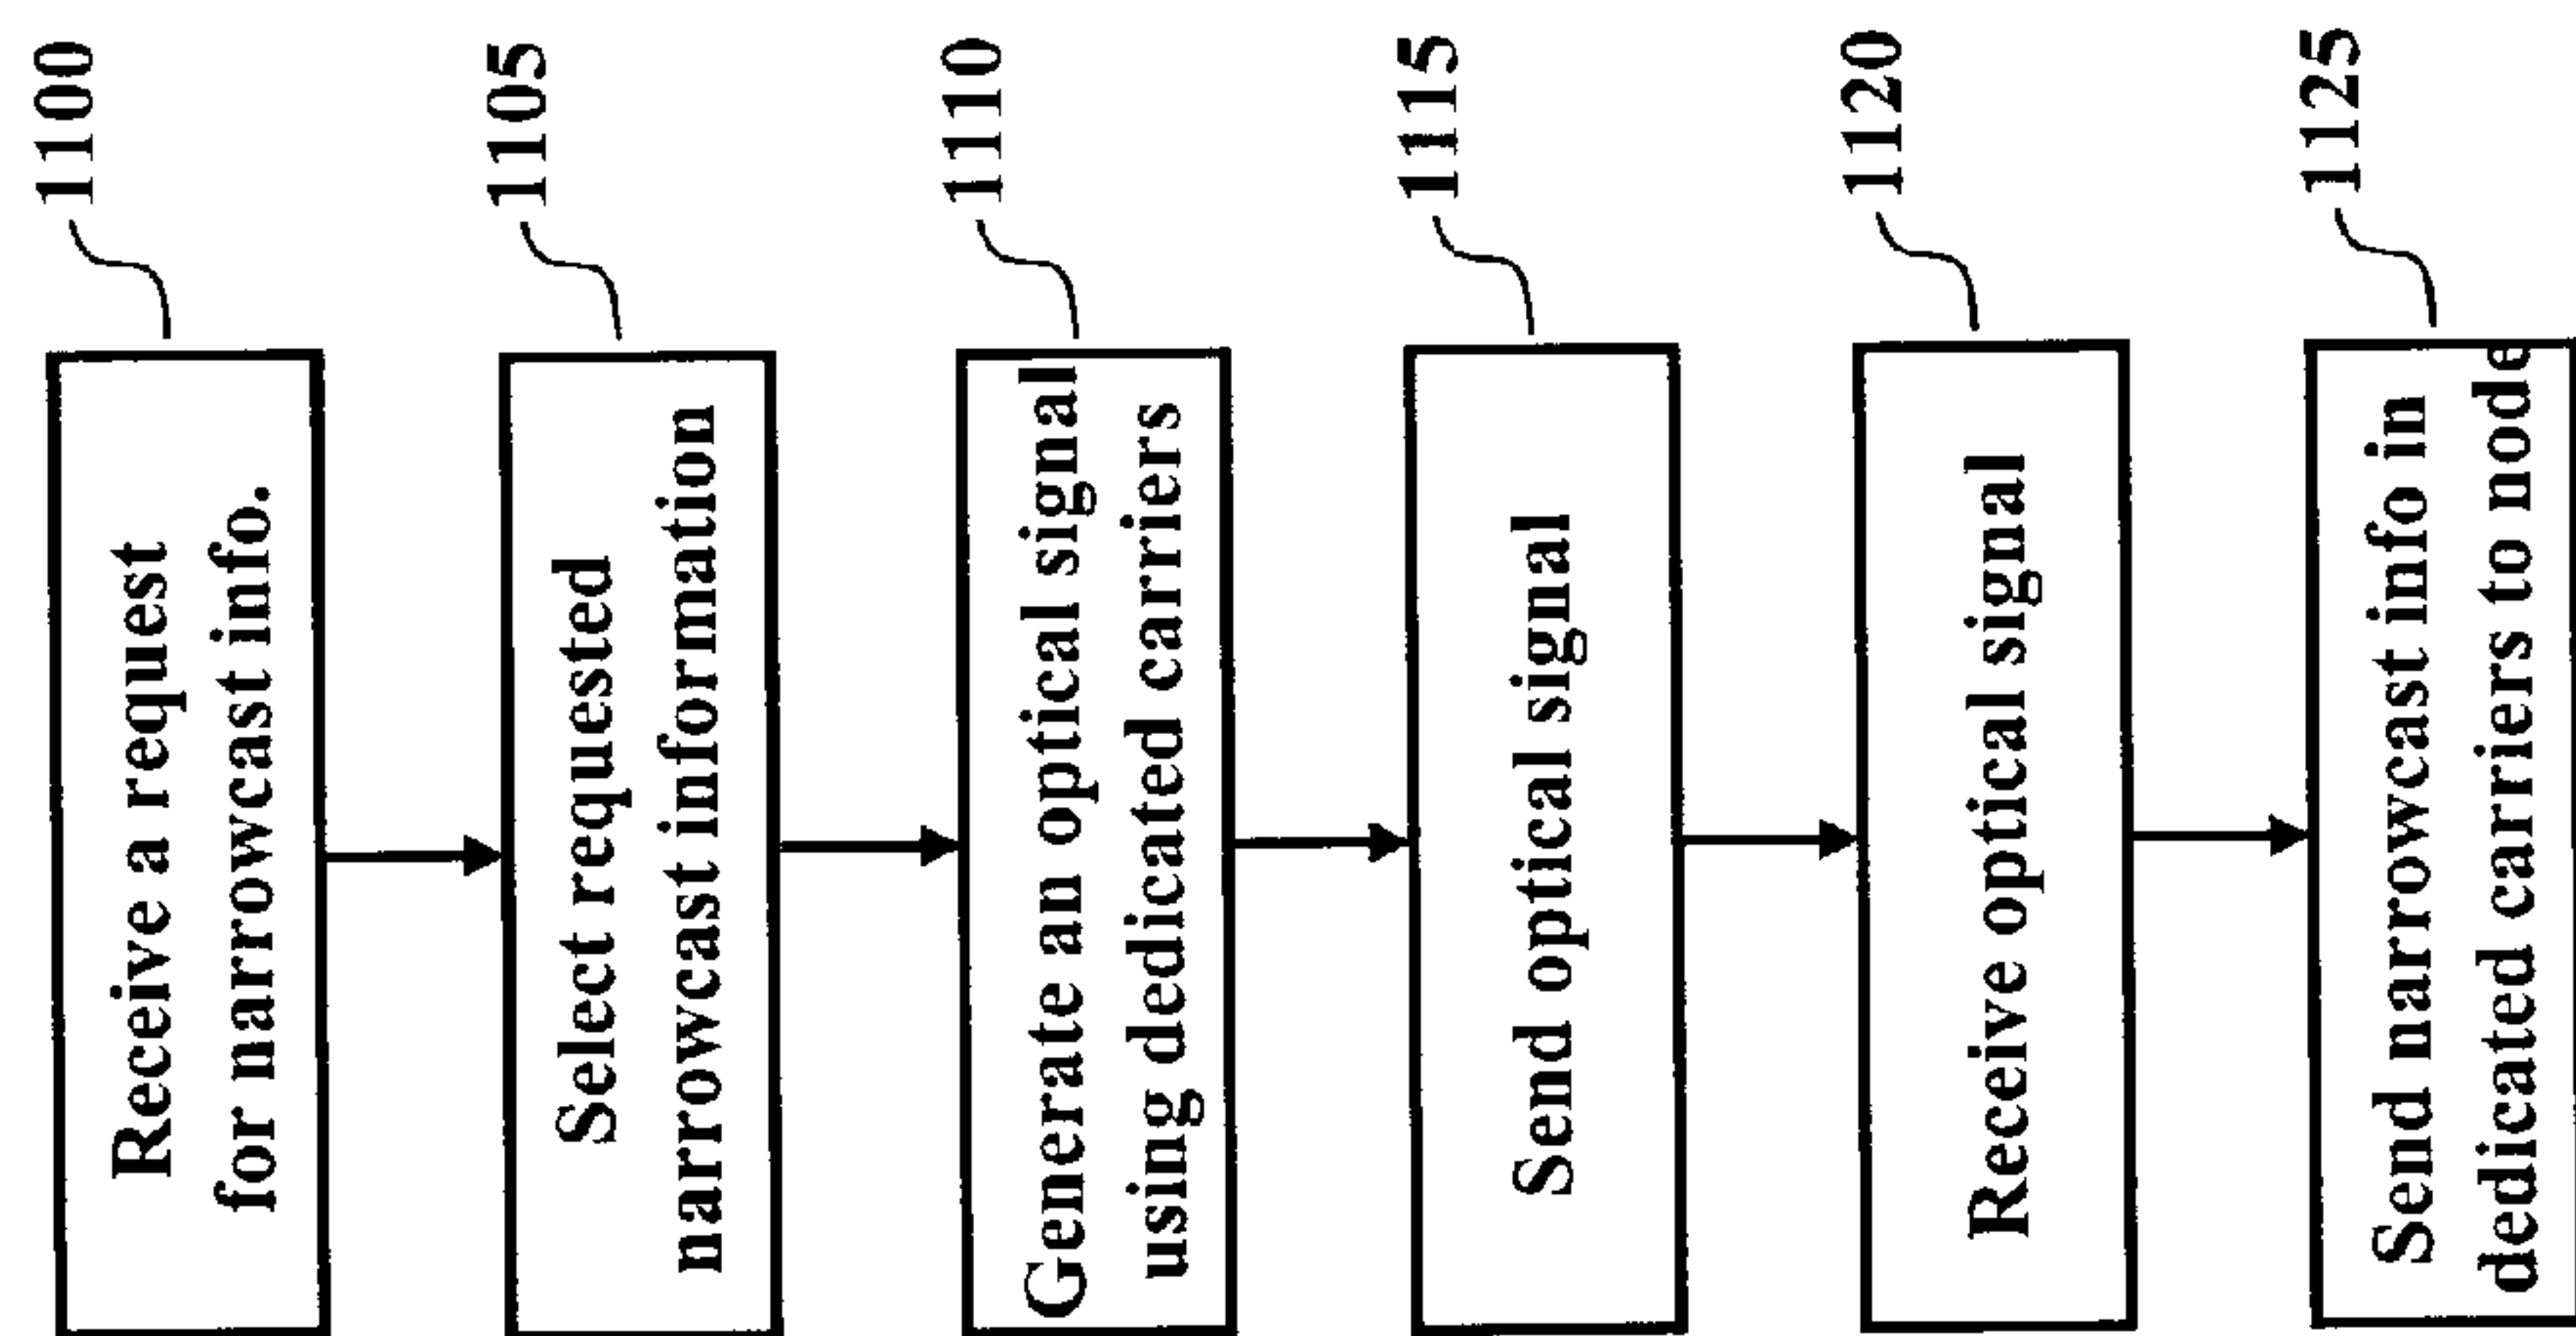 1100
Receive a request
for narrowcast info.
1105
Select requested
narrowcast information
1110
Generate an optical signal
using dedicated carriers
1115
Send optical signal
1120
Receive optical signal
1125
Send narrowcast info in
dedicated carriers to node